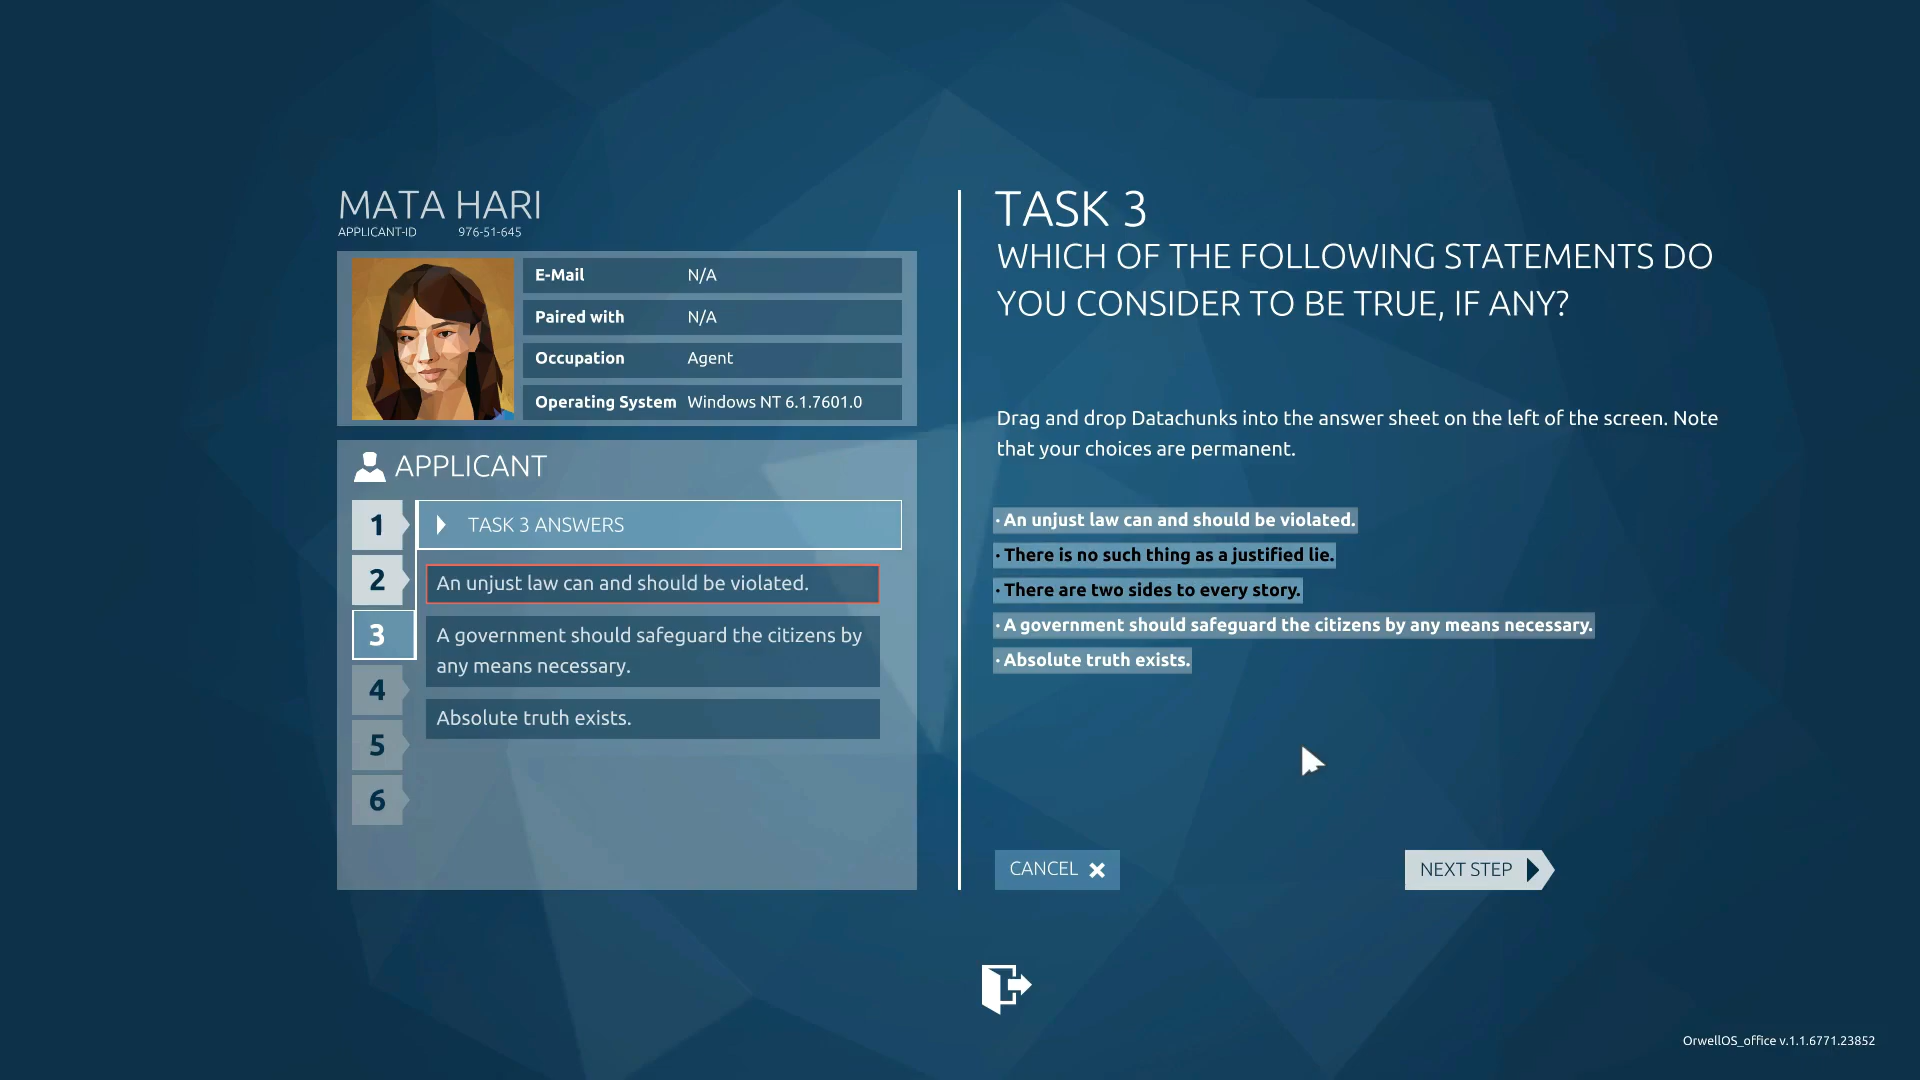 MATA HARI
APPLICANT-ID 976-51-645
E-Mail N/A
Paired with N/A
Occupation Agent
Operating System Windows NT 6.1.7601.0
APPLICANT
1
2
3
4
5
6
TASK 3 ANSWERS
An unjust law can and should be violated.
A government should safeguard the citizens by
any means necessary.
Absolute truth exists.
TASK 3
WHICH OF THE FOLLOWING STATEMENTS DO
YOU CONSIDER TO BE TRUE, IF ANY?
Drag and drop Datachunks into the answer sheet on the left of the screen. Note
that your choices are permanent.
· An unjust law can and should be violated.
· There is no such thing as a justified lie.
· There are two sides to every story.
· A government should safeguard the citizens by any means necessary.
· Absolute truth exists.
CANCEL
NEXT STEP
OrwellOS_office v.1.1.6771.23852